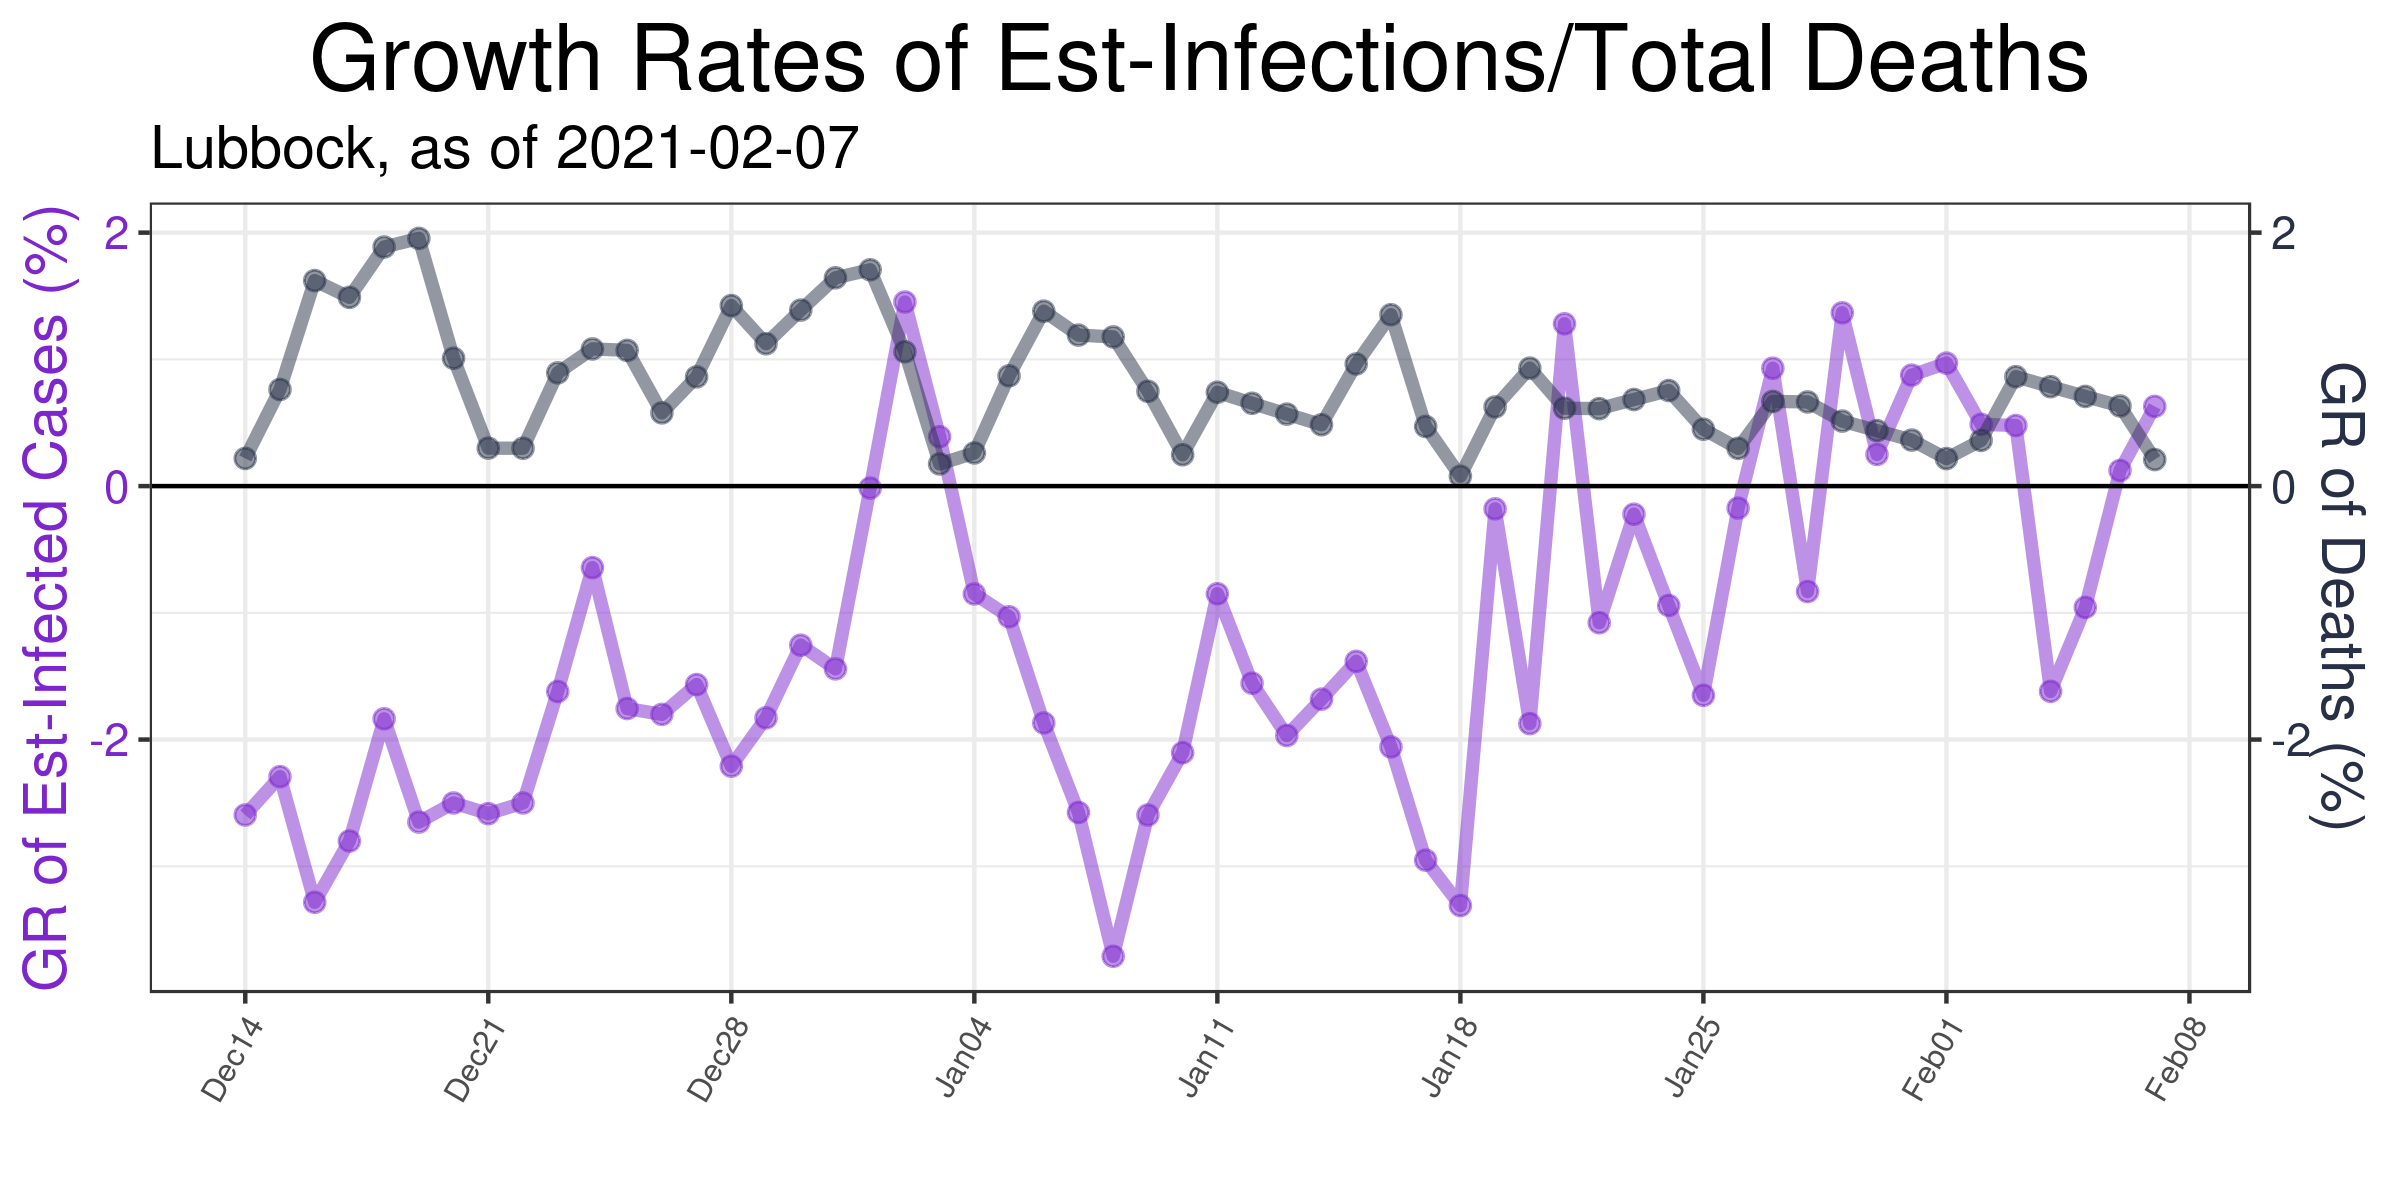 Growth Rates of Est-Infections/Total Deaths
Lubbock, as of 2021-02-07
GR of Est-Infected Cases (%)
2
0
-2
2
0
-2
GR of Deaths (%)
Dec14
Dec21
Dec28
Jan04
Jan11
Jan18
Jan25
Feb01
Feb08